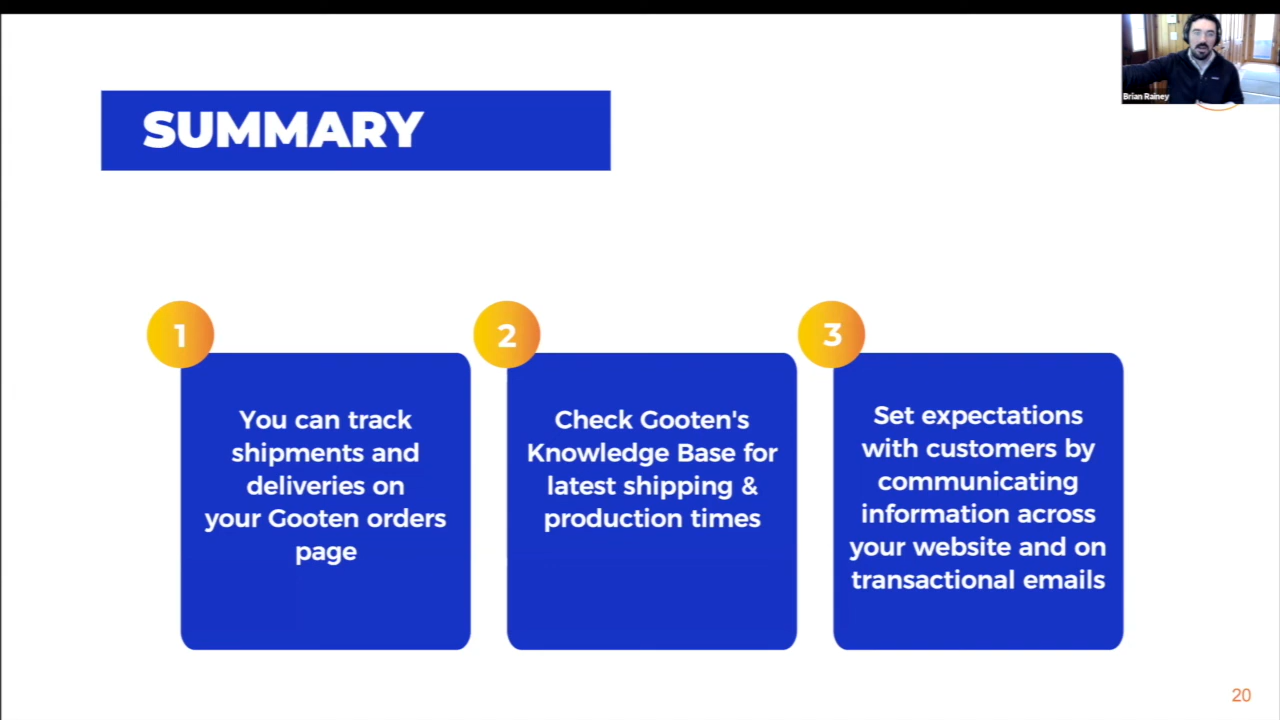 Brian Rainey
SUMMARY
1
You can track
shipments and
deliveries on
your Gooten orders
page
2
Check Gooten's
Knowledge Base for
latest shipping &
production times
3
Set expectations
with customers by
communicating
information across
your website and on
transactional emails
20